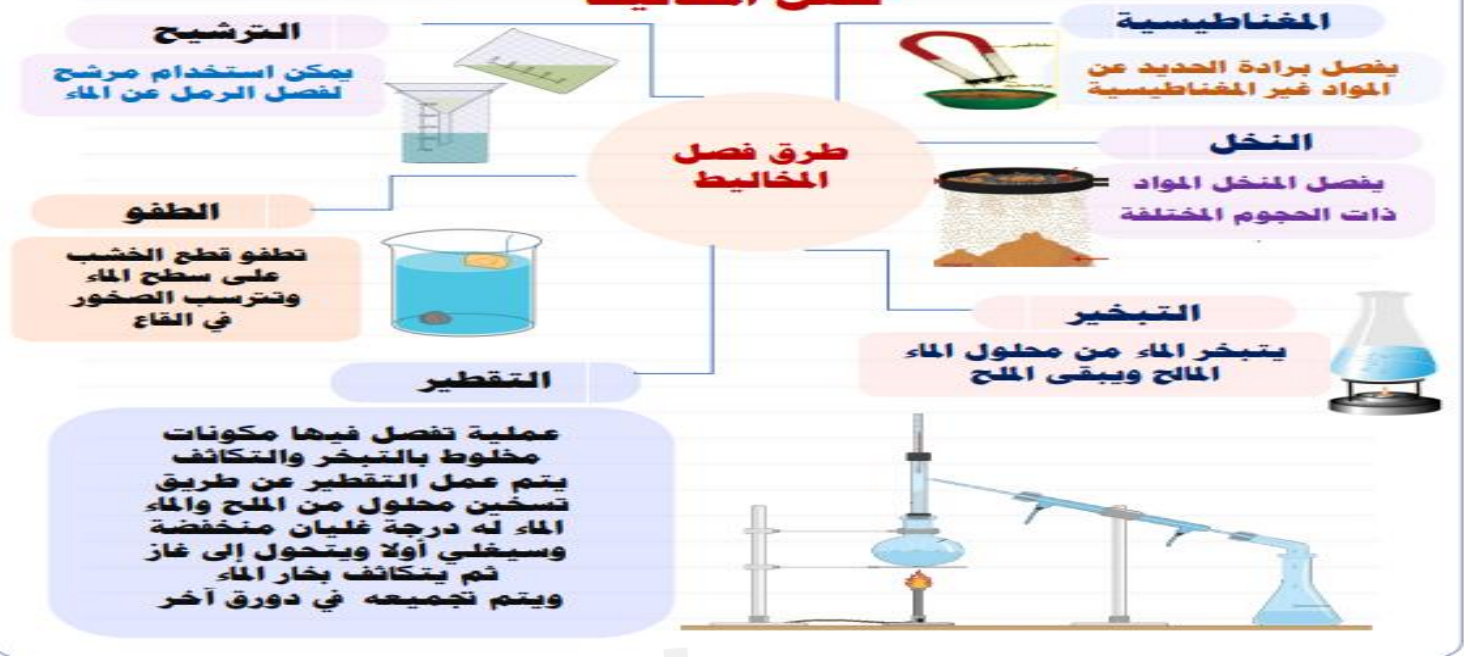 طرق فصل
المخاليط
المغناطيسية
يفصل برادة الحديد عن
المواد غير المغناطيسية
الترشيح
يمكن استخدام مرشح
لفصل الرمل عن الماء
النخل
يفصل المنخل المواد
ذات الحجوم المختلفة
الطفو
تطفو قطع الخشب
على سطح الماء
وتترسب الصخور
في القاع
التبخير
يتبخر الماء من محلول الماء
المالح ويبقى الملح
التقطير
عملية تفصل فيها مكونات
مخلوط بالتبخر والتكاثف
يتم عمل التقطير عن طريق
تسخين محلول من الملح والماء
الماء له درجة غليان منخفضة
وسيغلي أولا ويتحول إلى غاز
ثم يتكاثف بخار الماء
ويتم تجميعه في دورق آخر